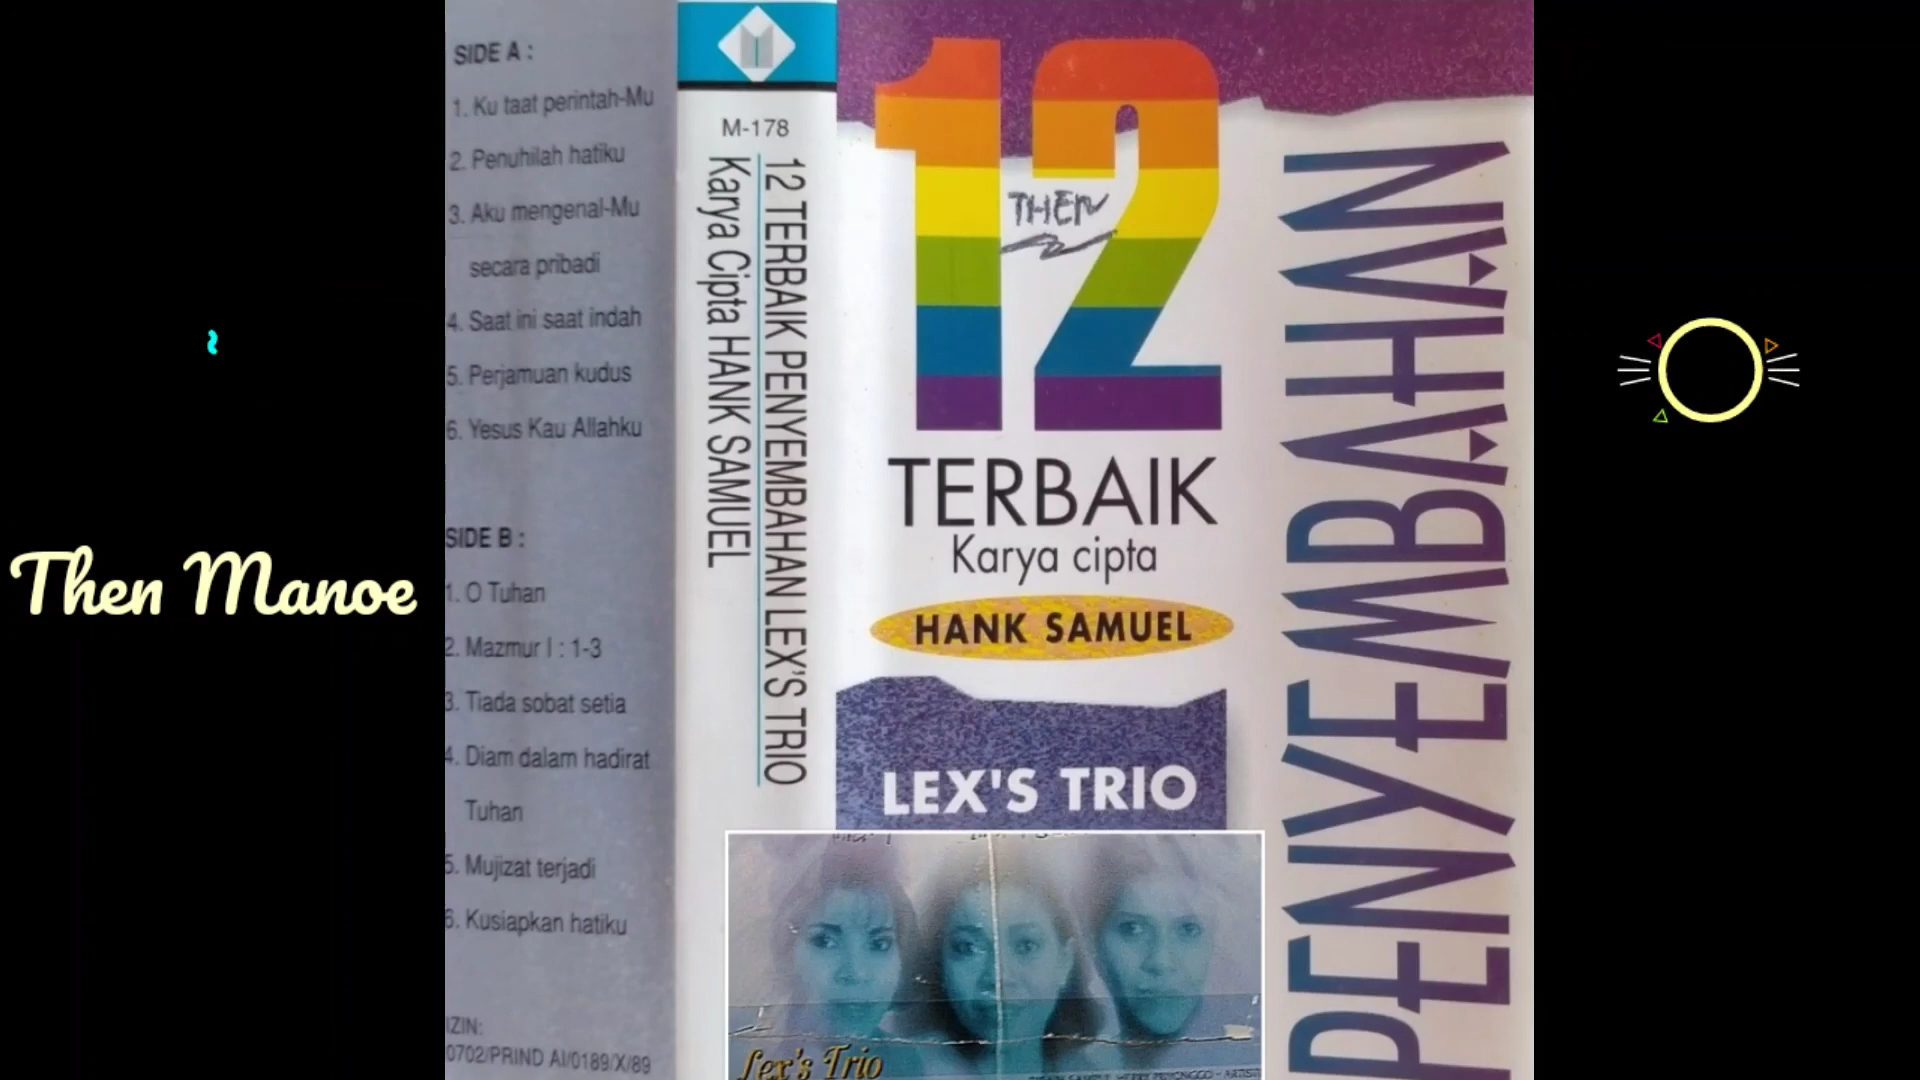 SIDE A :
1. Ku taat perintah-Mu
2. Penuhilah hatiku
3. Aku mengenal-Mu
secara pribadi
4. Saat ini saat indah
5. Perjamuan kudus
6. Yesus Kau Allahku
SIDE B :
1. O Tuhan
2. Mazmur I : 1-3
3. Tiada sobat setia
4. Diam dalam hadirat
Tuhan
5. Mujizat terjadi
6. Kusiapkan hatiku
IZIN:
0702/PRIND AI/0189/X/89
Then Manoe
M-178
12 TERBAIK PENYEMBAHAN LEX'S TRIO
Karya Cipta HANK SAMUEL
12
THEN
TERBAIK
Karya cipta
HANK SAMUEL
LEX'S TRIO
Lex's Trio
PENYEMBAHAN